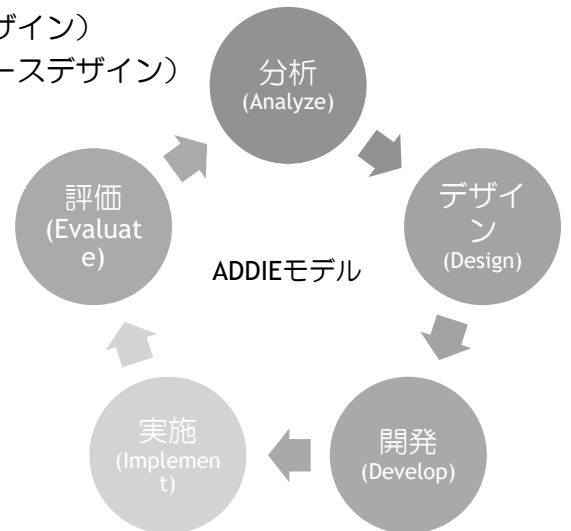 ザイン）
ースデザイン）
分析
(Analyze)
デザイ
ン
(Design)
開発
(Develop)
実施
(Implemen
t)
評価
(Evaluat
e)
ADDIEモデル